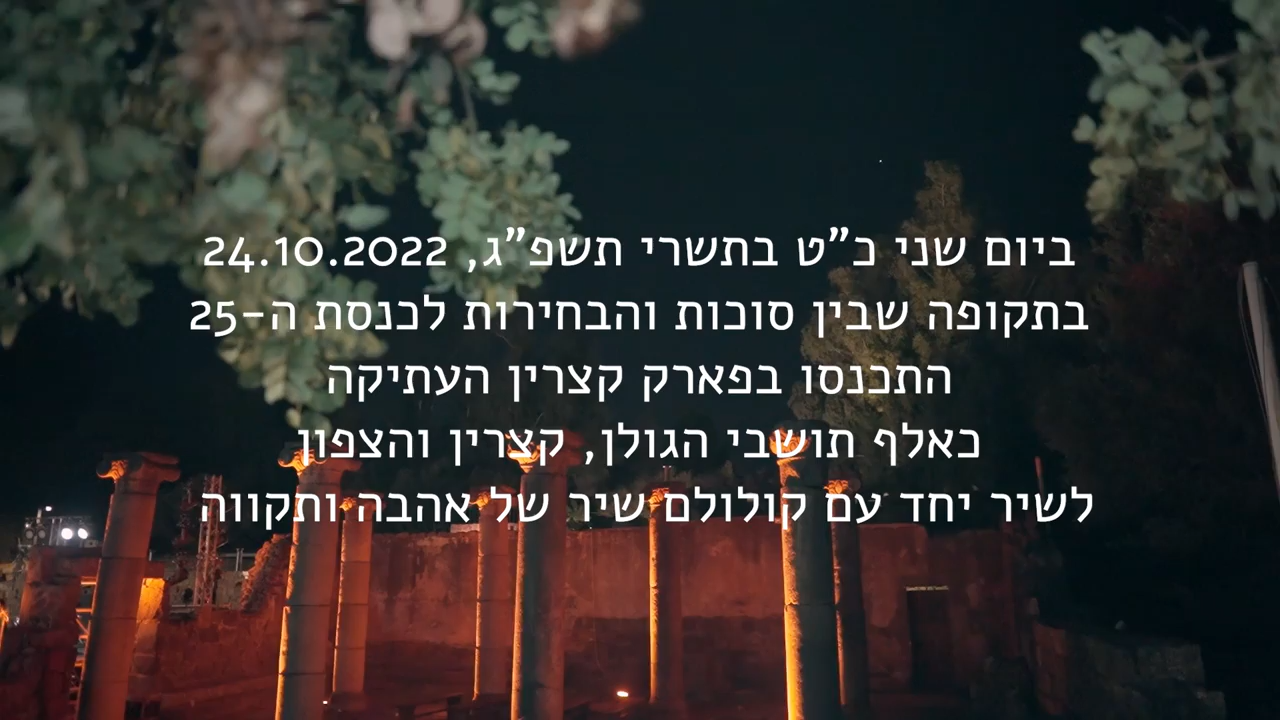 ביום שני כ"ט בתשרי תשפ"ג, 24.10.2022
בתקופה שבין סוכות והבחירות לכנסת ה-25
התכנסו בפארק קצרין העתיקה
כאלף תושבי הגולן, קצרין והצפון
לשיר יחד עם קולולם שיר של אהבה ותקווה